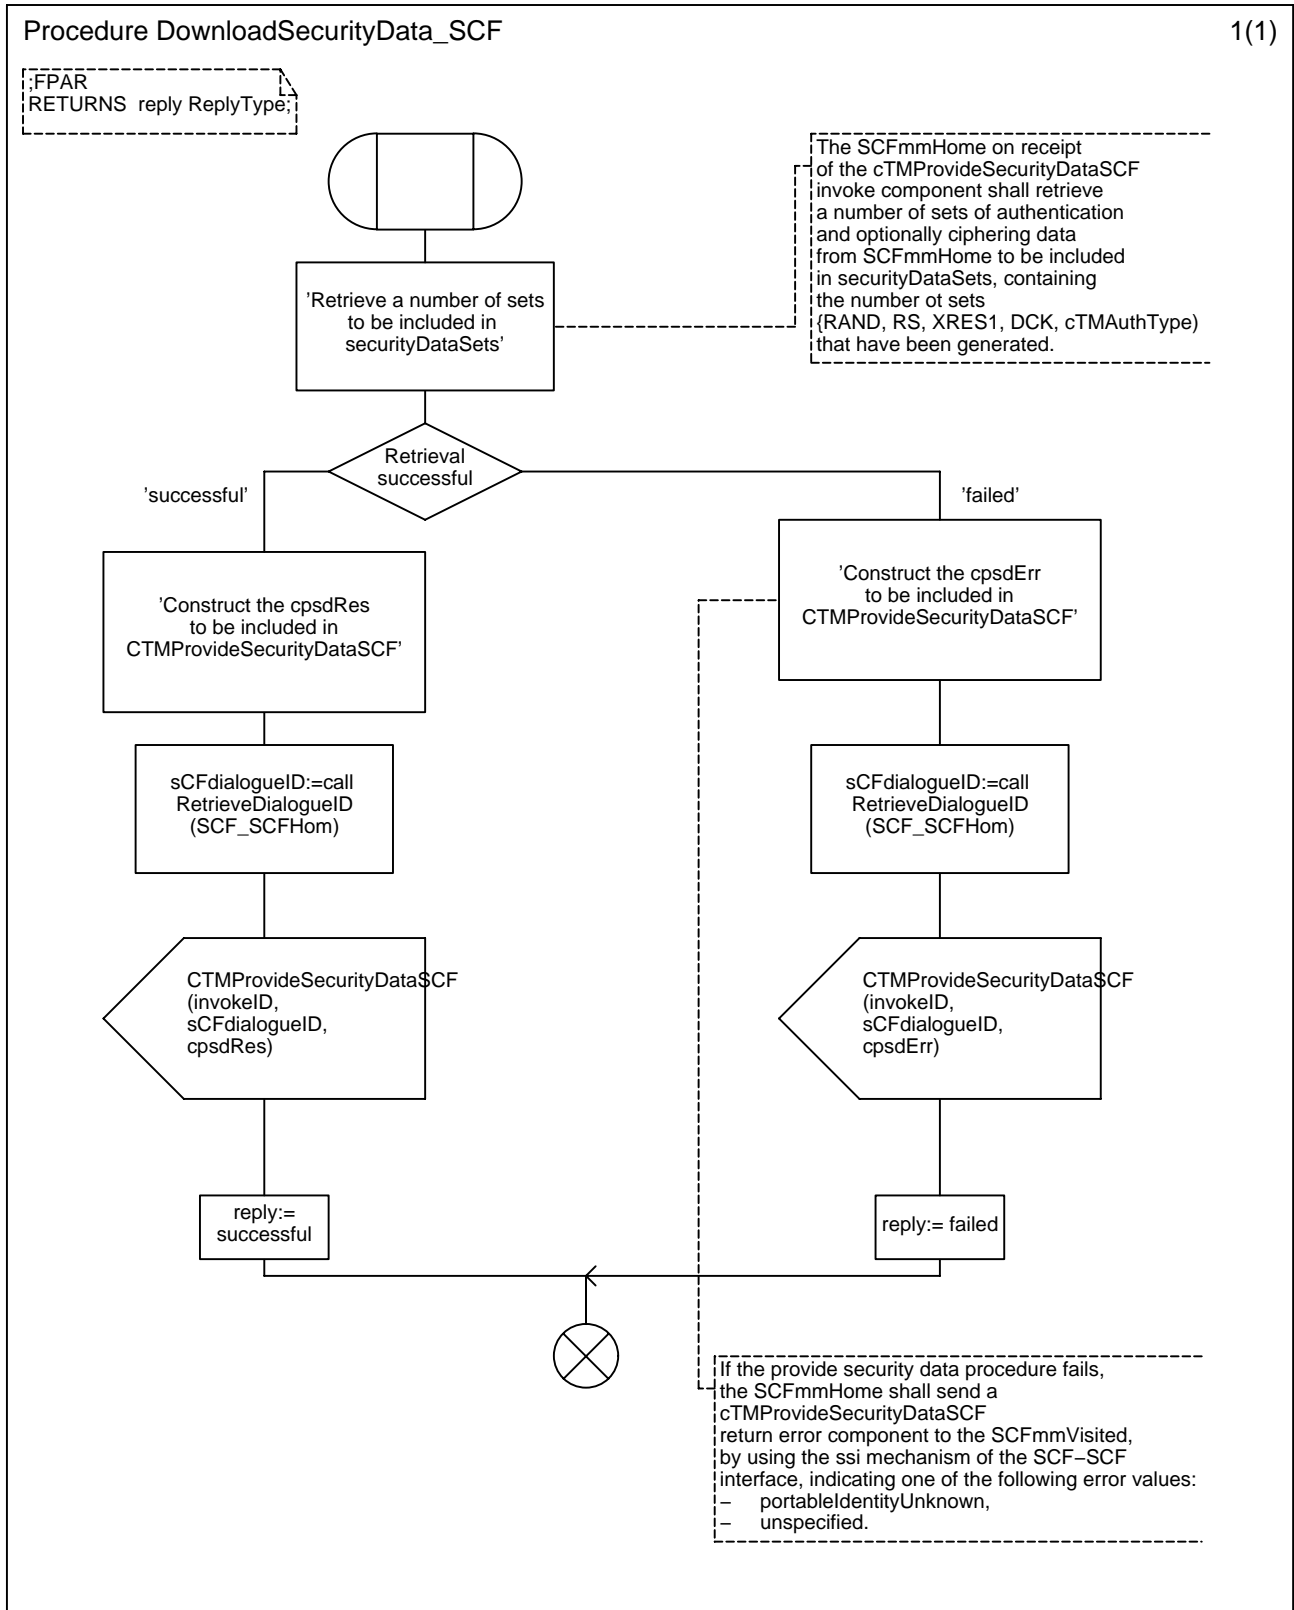 Procedure DownloadSecurityData_SCF
1(1)
;FPAR
RETURNS  reply ReplyType;
The SCFmmHome on receipt
of the cTMProvideSecurityDataSCF
invoke component shall retrieve
a number of sets of authentication
and optionally ciphering data
from SCFmmHome to be included
in securityDataSets, containing
the number ot sets
{RAND, RS, XRES1, DCK, cTMAuthType)
that have been generated.
’Retrieve a number of sets
to be included in
securityDataSets’
Retrieval
successful
’successful’
’failed’
’Construct the cpsdRes
to be included in
CTMProvideSecurityDataSCF’
’Construct the cpsdErr
to be included in
CTMProvideSecurityDataSCF’
sCFdialogueID:=call
RetrieveDialogueID
(SCF_SCFHom)
sCFdialogueID:=call
RetrieveDialogueID
(SCF_SCFHom)
CTMProvideSecurityDataSCF
(invokeID,
sCFdialogueID,
cpsdRes)
CTMProvideSecurityDataSCF
(invokeID,
sCFdialogueID,
cpsdErr)
reply:=
successful
reply:= failed
If the provide security data procedure fails,
the SCFmmHome shall send a
cTMProvideSecurityDataSCF
return error component to the SCFmmVisited,
by using the ssi mechanism of the SCF−SCF
interface, indicating one of the following error values:
−    portableIdentityUnknown,
−    unspecified.